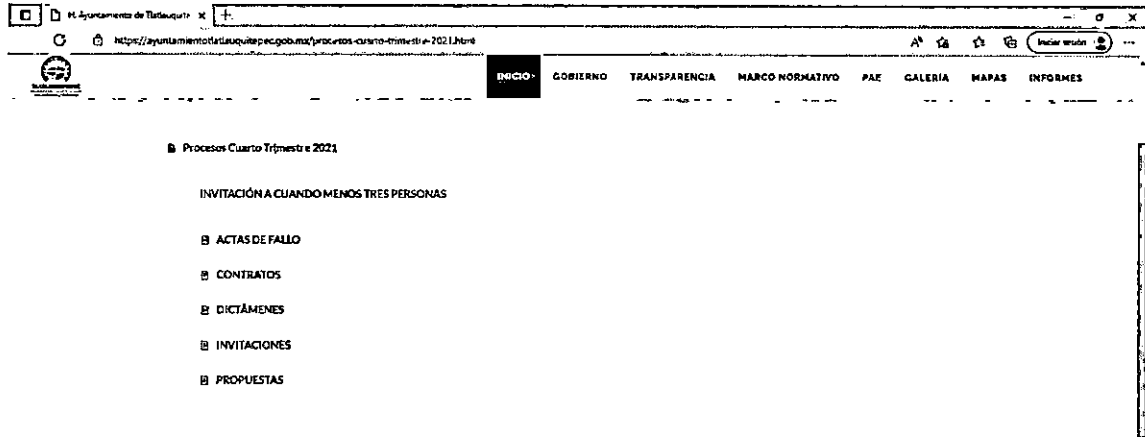 H. Ayuntamiento de Tlatlauquite
https://ayuntamientotlatlauquitepec.gob.mx/procesos-cuarto-trimestre-2021.html
Iniciar sesión
INICIO GOBIERNO TRANSPARENCIA MARCO NORMATIVO PAE GALERIA MAPAS INFORMES
Procesos Cuarto Trimestre 2021
INVITACIÓN A CUANDO MENOS TRES PERSONAS
ACTAS DE FALLO
CONTRATOS
DICTÁMENES
INVITACIONES
PROPUESTAS